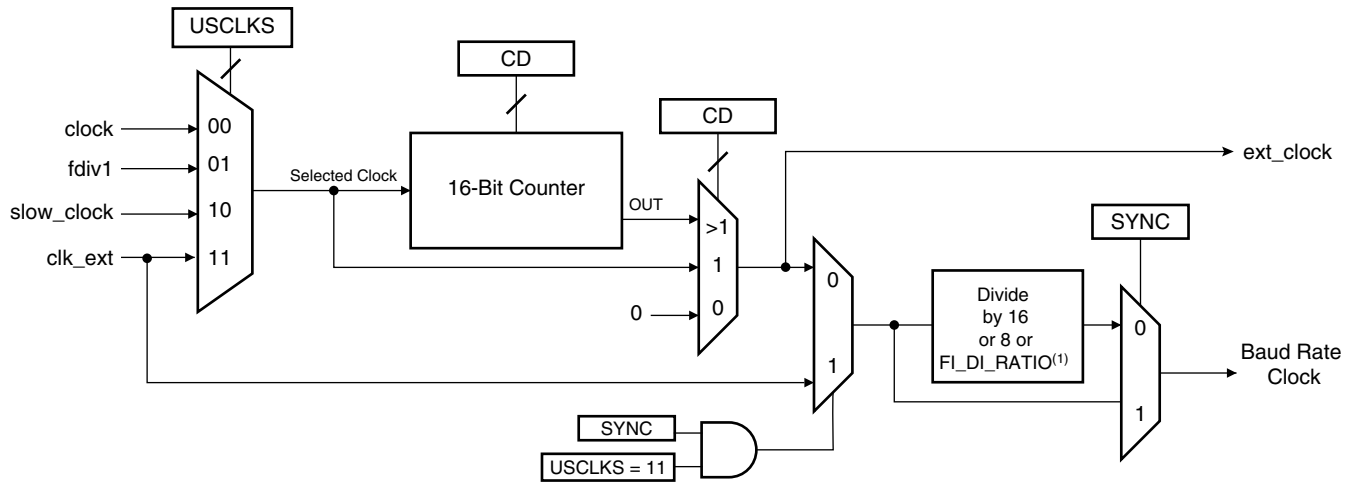 USCLKS
CD
CD
clock
00
fdiv1
01
slow_clock
10
clk_ext
11
Selected Clock
16-Bit Counter
OUT
>1
1
0
0
ext_clock
SYNC
0
1
Divide
by 16
or 8 or
FI_DI_RATIO(1)
0
1
Baud Rate
Clock
SYNC
USCLKS = 11